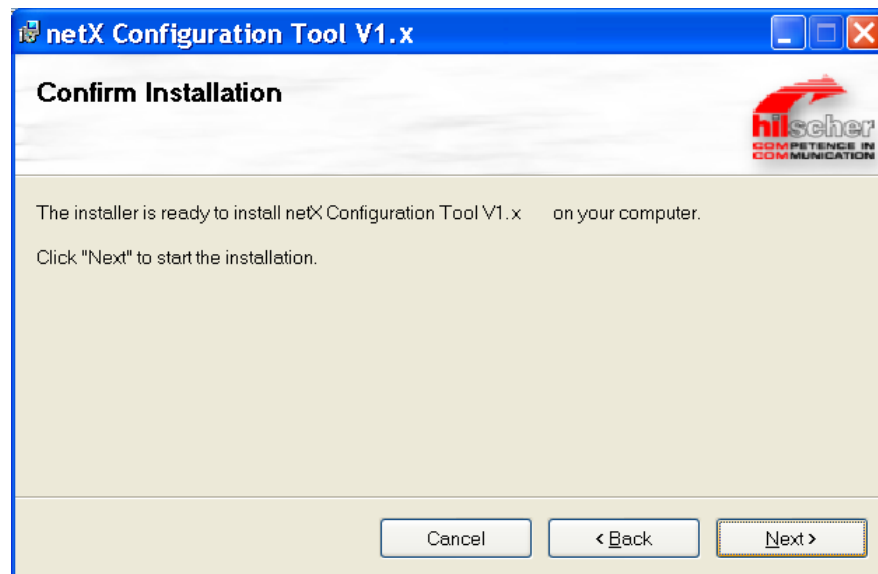 netX Configuration Tool V1.x
Confirm Installation
hilscher
COMPETENCE IN
COMMUNICATION
The installer is ready to install netX Configuration Tool V1.x on your computer.
Click "Next" to start the installation.
Cancel
< Back
Next >